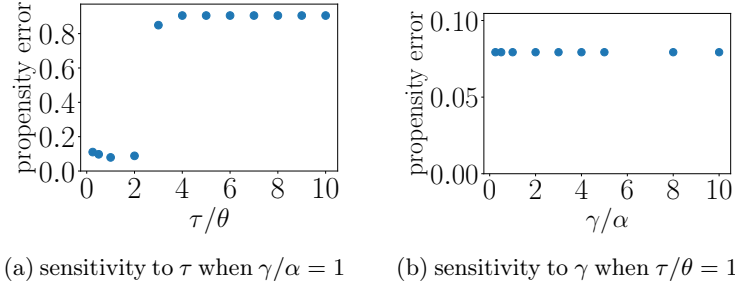 propensity error
0.8
0.6
0.4
0.2
0.0
0 2 4 6 8 10
τ/θ
(a) sensitivity to τ when γ/α = 1
propensity error
0.10
0.05
0.00
0 2 4 6 8 10
γ/α
(b) sensitivity to γ when τ/θ = 1